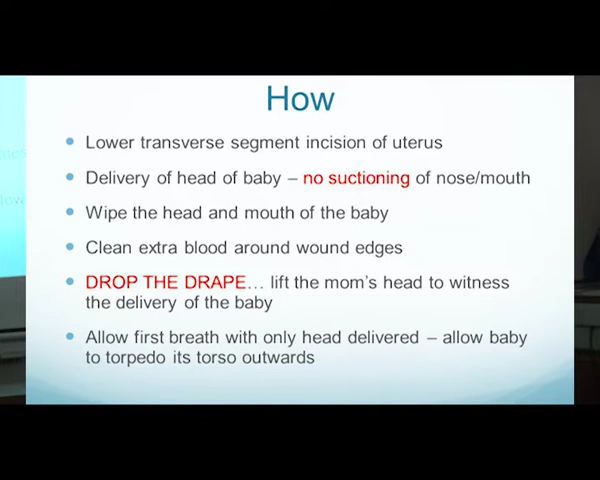 How
Lower transverse segment incision of uterus
Delivery of head of baby – no suctioning of nose/mouth
Wipe the head and mouth of the baby
Clean extra blood around wound edges
DROP THE DRAPE… lift the mom's head to witness
the delivery of the baby
Allow first breath with only head delivered – allow baby
to torpedo its torso outwards